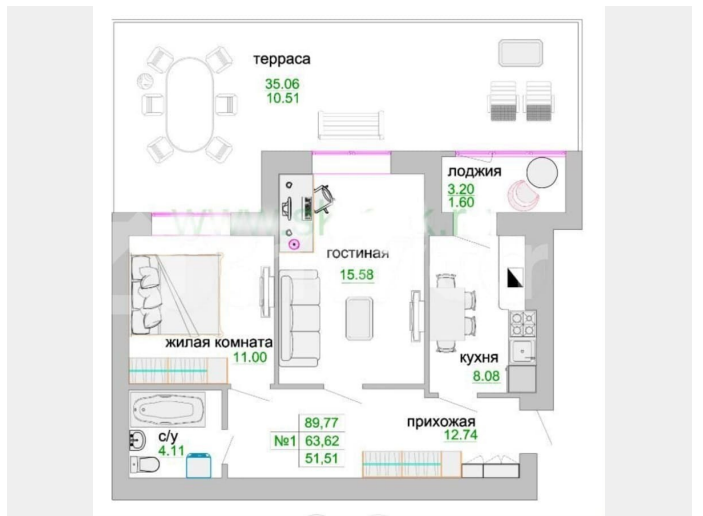 терраса
35.06
10.51
лоджия
3.20
1.60
гостиная
15.58
жилая комната
11.00
кухня
8.08
прихожая
12.74
с/у
4.11
89,77
№1 63,62
51,51